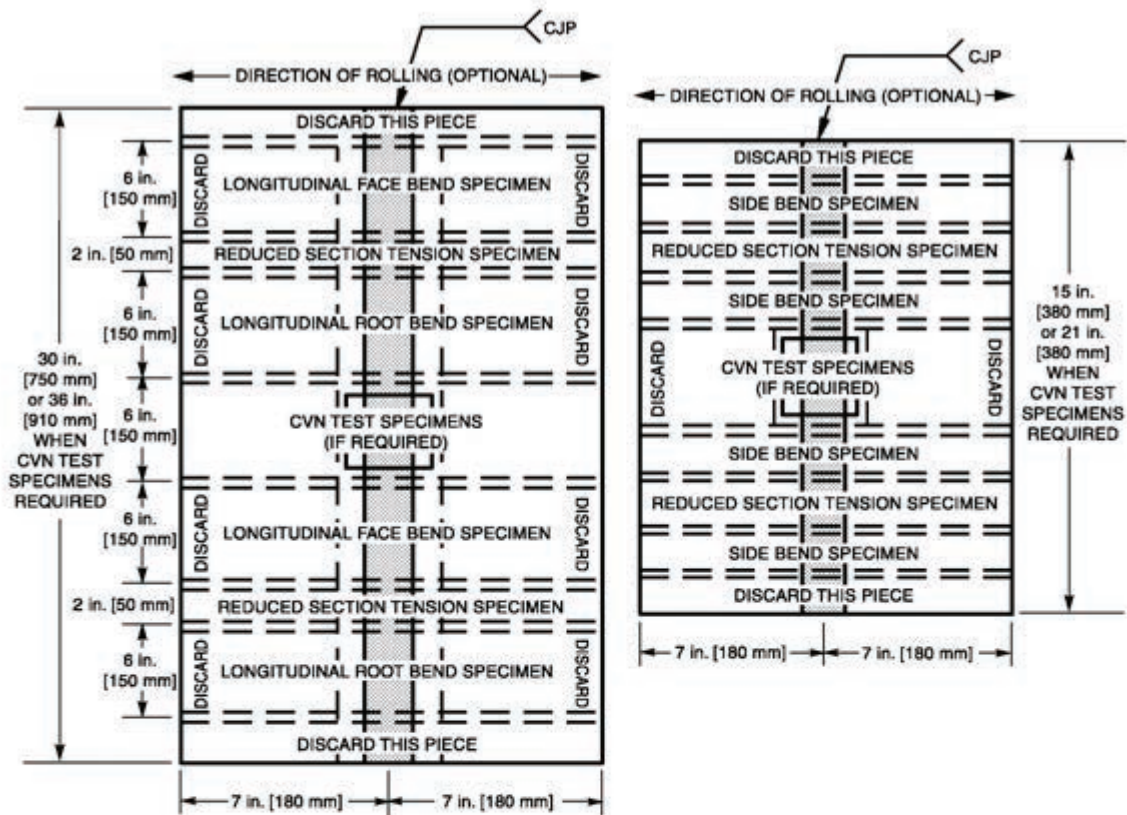 CJP
DIRECTION OF ROLLING (OPTIONAL)
DISCARD THIS PIECE
6 in.
[150 mm]
DISCARD
LONGITUDINAL FACE BEND SPECIMEN
DISCARD
2 in. [50 mm]
REDUCED SECTION TENSION SPECIMEN
6 in.
[150 mm]
DISCARD
LONGITUDINAL ROOT BEND SPECIMEN
DISCARD
30 in.
[750 mm]
or 36 in.
[910 mm]
WHEN
CVN TEST
SPECIMENS
REQUIRED
6 in.
[150 mm]
CVN TEST SPECIMENS
(IF REQUIRED)
6 in.
[150 mm]
DISCARD
LONGITUDINAL FACE BEND SPECIMEN
DISCARD
2 in. [50 mm]
REDUCED SECTION TENSION SPECIMEN
6 in.
[150 mm]
DISCARD
LONGITUDINAL ROOT BEND SPECIMEN
DISCARD
DISCARD THIS PIECE
7 in. [180 mm]
7 in. [180 mm]
CJP
DIRECTION OF ROLLING (OPTIONAL)
DISCARD THIS PIECE
SIDE BEND SPECIMEN
REDUCED SECTION TENSION SPECIMEN
SIDE BEND SPECIMEN
DISCARD
CVN TEST SPECIMENS
(IF REQUIRED)
DISCARD
SIDE BEND SPECIMEN
REDUCED SECTION TENSION SPECIMEN
SIDE BEND SPECIMEN
DISCARD THIS PIECE
15 in.
[380 mm]
or 21 in.
[380 mm]
WHEN
CVN TEST
SPECIMENS
REQUIRED
7 in. [180 mm]
7 in. [180 mm]